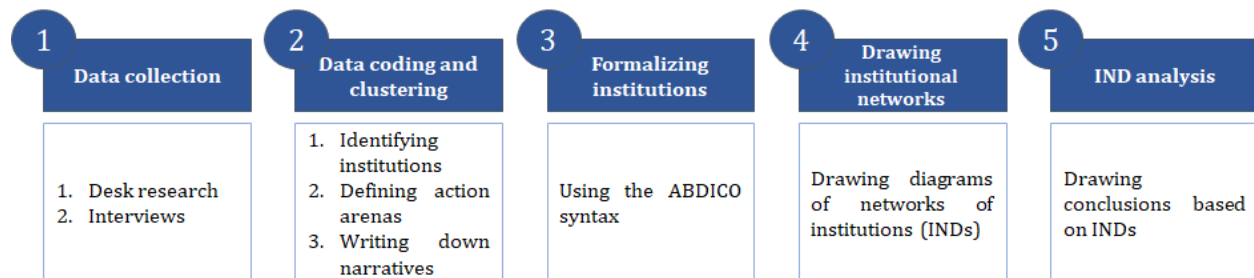 1
Data collection
1. Desk research
2. Interviews
2
Data coding and
clustering
1. Identifying
institutions
2. Defining action
arenas
3. Writing down
narratives
3
Formalizing
institutions
Using the ABDICO
syntax
4
Drawing
institutional
networks
Drawing diagrams
of networks of
institutions (INDs)
5
IND analysis
Drawing
conclusions based
on INDs